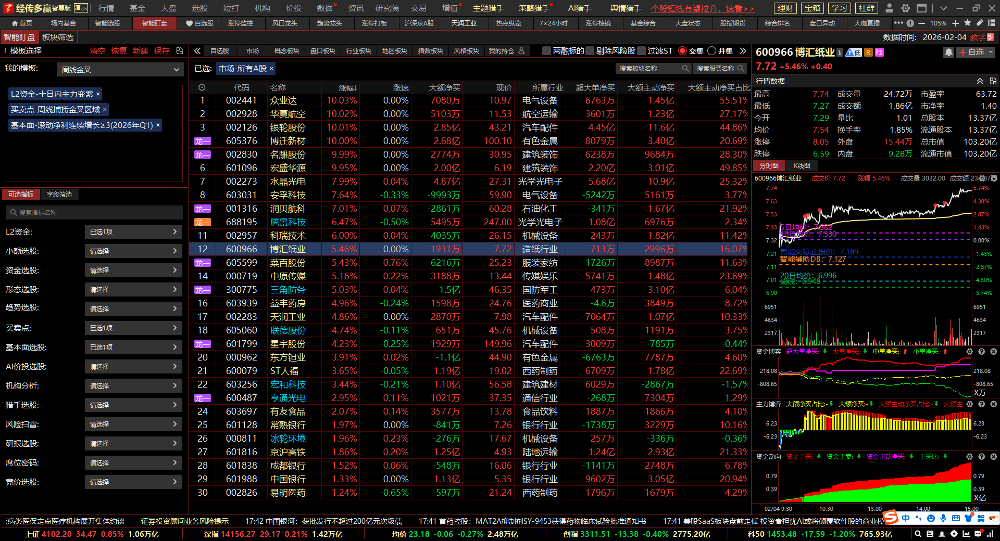 经传多赢 智尊版 演示 行情 基金 大盘 选股 短打 机构 价投 数据 资讯 研究院 交易 增值 主题猎手 策略猎手 AI猎手 舆情猎手 个股短线有望拉升，速看>> 理财 宝箱 学习 社群
首页 场内基金 智能选股 智能盯盘 自选股 涨停监控 风口龙头 趋势龙头 涨停打板 沪深京A股 天润工业 热点纵览 7×24小时 涨停棱镜 基金综合 大盘状态 股指期货 综合排名 盘口异动 大咖直播 105%
智能盯盘 板块筛选 数据时间: 2026-02-04 教学
模板选择 清空 恢复 新建 保存
我的模板: 周线金叉
L2资金-十日内主力变紫 ×
买卖点-周线捕捞金叉区域 ×
基本面-滚动净利连续增长≥3(2026年Q1) ×
可选指标 字段筛选
搜索指标名称
L2资金: 已选1项
小额选股: 请选择
资金选股: 请选择
形态选股: 请选择
趋势选股: 请选择
买卖点: 已选1项
基本面选股: 已选1项
AI价投选股: 请选择
机构分析: 请选择
猎手选股: 请选择
风险扫雷: 请选择
研报选股: 请选择
席位密码: 请选择
竞价选股: 请选择
自选股 市场 概念板块 盘口板块 行业板块 地区板块 指数板块 风格板块 我的持仓 两融标的 剔除风险股 过滤ST 交集 并集
已选: 市场-所有A股 × 搜索板块名称 搜索股票名称
代码 名称 涨幅↓ 涨速 大额净买 现价 所属行业 超大单净买 大额主动净买 大额主动净买占比
1 002441 众业达 10.03% 0.00% 7080万 10.97 电气设备 6763万 1.45亿 55.51%
2 002928 华夏航空 10.02% 0.00% 5103万 11.53 航空运输 3601万 1.23亿 27.17%
3 002126 银轮股份 10.01% 0.00% 2.85亿 43.21 汽车配件 4.45亿 11.6亿 44.86%
龙一 605376 博迁新材 10.00% 0.00% 2.68亿 100.10 有色金属 8079万 3.40亿 20.69%
龙一 002830 名雕股份 9.99% 0.00% 2774万 30.95 建筑装饰 6238万 9684万 28.30%
6 601096 宏盛华源 9.95% 0.00% 2.00亿 6.19 建筑装饰 2.20亿 3.01亿 49.85%
7 002273 水晶光电 7.99% 0.04% 4.87亿 27.31 光学光电子 5.68亿 10.9亿 25.32%
8 603031 安孚科技 7.64% -0.33% -9993万 59.90 电气设备 -5242万 5161万 3.77%
龙一 001316 润贝航科 7.01% 0.07% -2861万 60.28 石油化工 -341万 1.67亿 21.92%
龙一 688195 腾景科技 6.47% -0.50% 5495万 247.00 光学光电子 1.08亿 6976万 2.34%
11 002957 科瑞技术 6.00% 0.04% -4035万 26.15 机械设备 243万 1.82亿 11.42%
12 600966 博汇纸业 5.46% 0.00% 1931万 7.72 造纸行业 713万 2996万 16.07%
龙一 605599 菜百股份 5.43% 0.76% -6216万 25.23 服装家纺 -1726万 8987万 11.63%
14 000719 中原传媒 5.16% 0.22% 3188万 13.44 传媒娱乐 5741万 1.48亿 23.69%
龙一 300775 三角防务 5.03% 0.04% -1.5亿 46.35 国防军工 473万 3.10亿 6.04%
16 603939 益丰药房 4.96% -0.24% 1598万 24.76 医药商业 -4.6万 3849万 8.72%
17 002283 天润工业 4.86% 0.00% 2870万 7.98 汽车配件 7064万 1.07亿 10.33%
18 605060 联德股份 4.74% -0.11% 651万 45.76 机械设备 508万 1191万 3.75%
龙一 601799 星宇股份 4.23% -0.25% 1929万 149.96 汽车配件 3009万 -785万 -0.44%
20 000962 东方钽业 3.91% 0.02% -1.1亿 44.90 有色金属 -6763万 7787万 4.60%
21 600079 ST人福 3.65% -0.05% 1.19亿 19.02 西药制药 6709万 1.78亿 22.69%
22 603256 宏和科技 3.44% -0.21% 1.10亿 56.58 建筑建材 6029万 -2867万 -1.57%
龙一 600487 亨通光电 2.95% 0.11% 1021万 37.35 通信行业 -268万 7304万 1.29%
24 603697 有友食品 2.07% 0.14% 3577万 13.78 食品饮料 1887万 1866万 4.10%
25 601128 常熟银行 1.97% 0.00% -841万 7.26 银行行业 -1738万 3229万 10.16%
26 000811 冰轮环境 1.96% 0.23% -276万 17.67 机械设备 257万 -336万 -0.36%
27 601816 京沪高铁 1.86% 0.20% 1.25亿 4.93 陆地运输 1.24亿 2.93亿 21.33%
28 601838 成都银行 1.52% 0.06% -548万 16.06 银行行业 -1141万 2748万 6.78%
29 601988 中国银行 1.33% 0.00% 1.13亿 5.35 银行行业 9602万 3.05亿 20.94%
30 002826 易明医药 1.24% -0.65% -597万 21.24 西药制药 1796万 1679万 4.29%
600966 博汇纸业 低 R 陆 自选
7.72 +5.46% +0.40
行情数据
最高 7.74 成交量 24.72万 市盈率 63.72
最低 7.27 成交额 1.86亿 市净率 1.40
今开 7.29 量比 1.01 总股本 13.37亿
均价 7.54 换手率 1.85% 流通股本 13.37亿
涨停 8.05 外盘 15.44万 总市值 103.20亿
跌停 6.59 内盘 9.28万 流通市值 103.20亿
分时图 K线图
600966博汇纸业 成交价 7.72 涨幅 5.46% 成交量 3032.00 成交额
7.74 5.74%
7.63 4.30%
7.53 2.87%
7.43 5日均价: 7.382 1.43%
10日均价: 7.330
7.32 0.00%
7.21 智能交易止损价: 7.189 -1.43%
智能辅助DB: 7.127
7.11 -2.87%
7.01 20日均价: 6.996 -4.30%
熊线: 6.948
6.90 -5.74%
6951 6951
4634 4634
2317 2317
资金博弈 超大单净买:- 大单净买:- 中单净买:- 小单净买:-
218.08 218.08
-808.65 -808.65
X万
主力博弈 大额净买占比:- 大额净买:- 大额主动净买占比:- 大额主
6.23 6.23
-6.23 -6.23
资金动向 资金主买:- 资金主卖:- 资金主动净买:- 主买比:-
0.79 0.79
0.39 0.39
X亿
02/04 9:30 10:30 13:00 14:00 15:00
病类医保定点医疗机构展开集体约谈 证券投资顾问业务风险提示 17:42 中国银河：获批发行不超过200亿元次级债 17:41 首药控股：MAT2A抑制剂SY-9453获得药物临床试验批准通知书 17:41 美股SaaS板块盘前走低 投资者担忧AI或将颠覆软件股的商业模
中
上证 4102.20 34.47 0.85% 1.06万亿 深指 14156.27 29.17 0.21% 1.42万亿 均价 23.18 -0.06 -0.27% 2.48万亿 创指 3311.51 -13.38 -0.40% 2775.20亿 科50 1453.48 -17.59 -1.20% 765.93亿